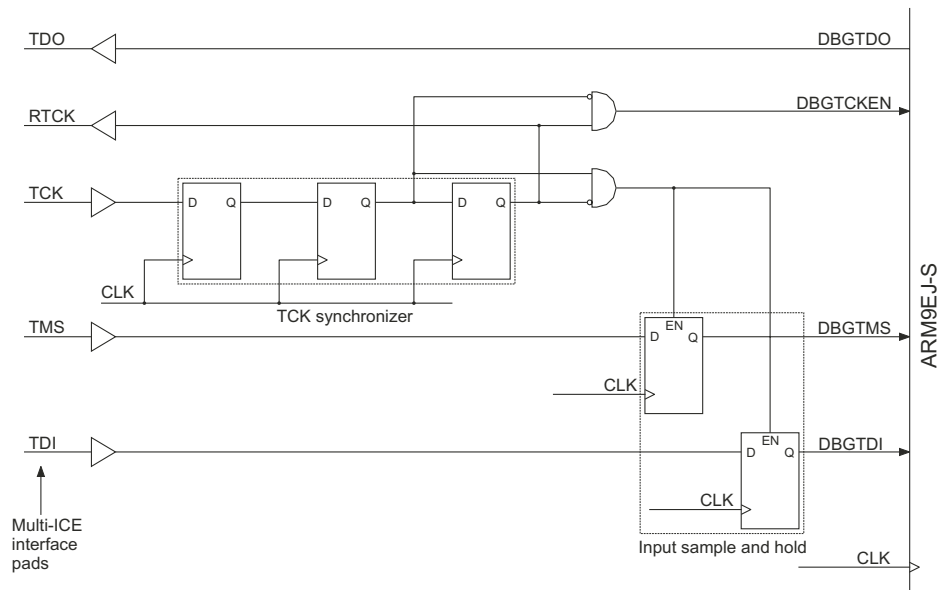 TDO
DBGTDO
RTCK
DBGTCKEN
TCK
D Q
D Q
D Q
CLK
TCK synchronizer
TMS
D EN Q
DBGTMS
CLK
TDI
D EN Q
DBGTDI
CLK
Multi-ICE
interface
pads
Input sample and hold
CLK
ARM9EJ-S